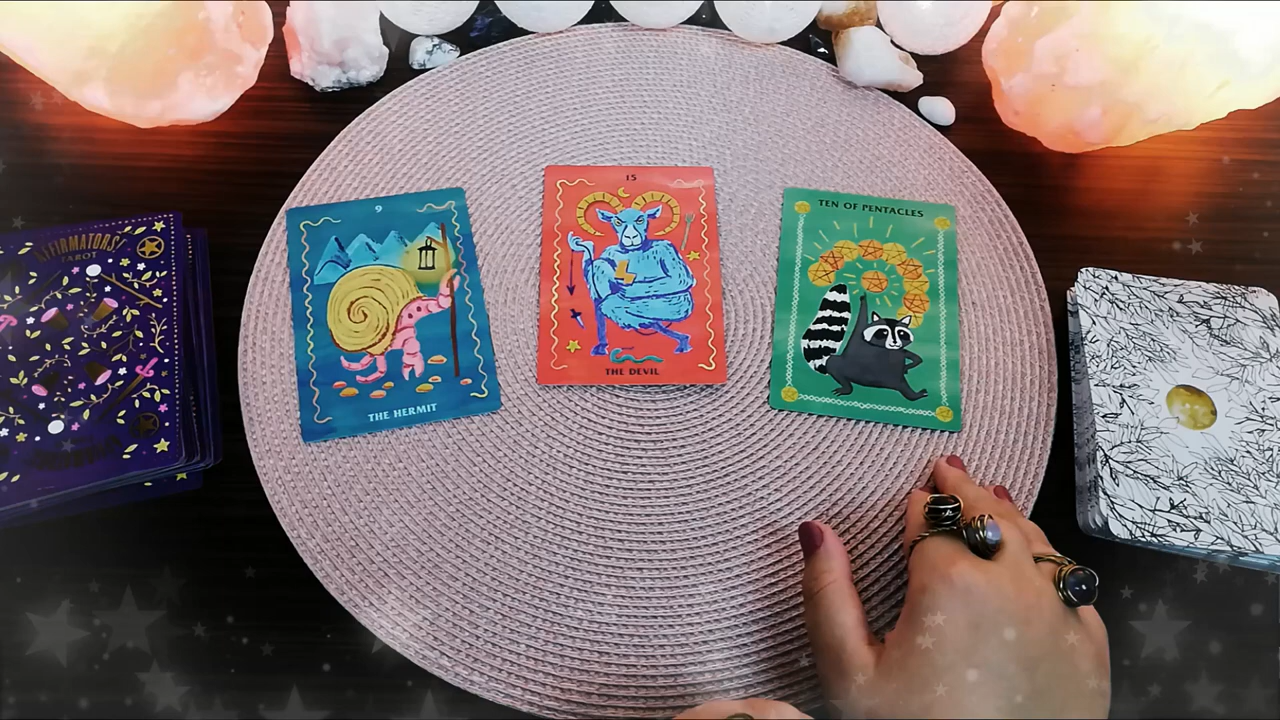 AFFIRMATORS!
TAROT
9
THE HERMIT
15
THE DEVIL
TEN OF PENTACLES